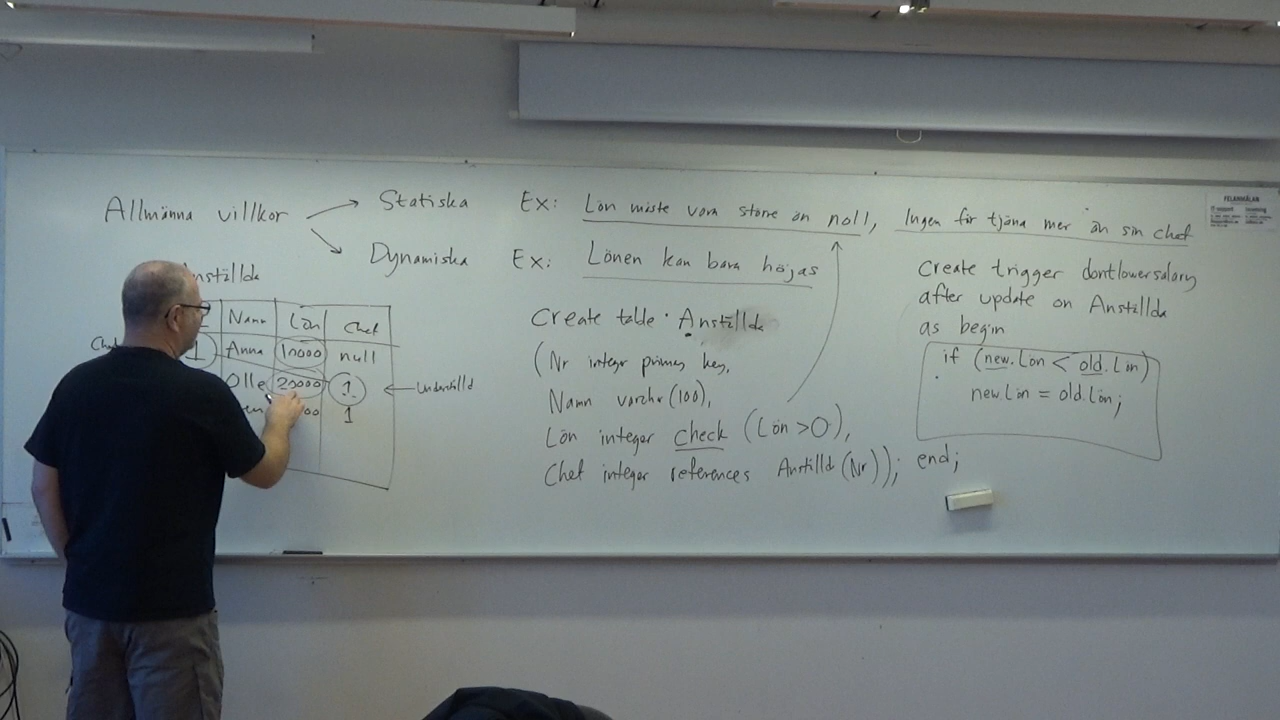 Allmänna villkor
Statiska
Dynamiska
Ex: Lön måste vara större än noll, Ingen får tjäna mer än sin chef
Ex: Lönen kan bara höjas
Anställda
Namn Lön Chef
1 Anna 10000 null
Olle 20000 1
1
Create table Anställda
(Nr integer primary key,
Namn varchar(100),
Lön integer check (Lön >0),
Chef integer references Anställd (Nr));
Create trigger dontlowersalary
after update on Anställda
as begin
if (new.Lön < old.Lön)
new.Lön = old.Lön;
end;
FELANMÄLAN